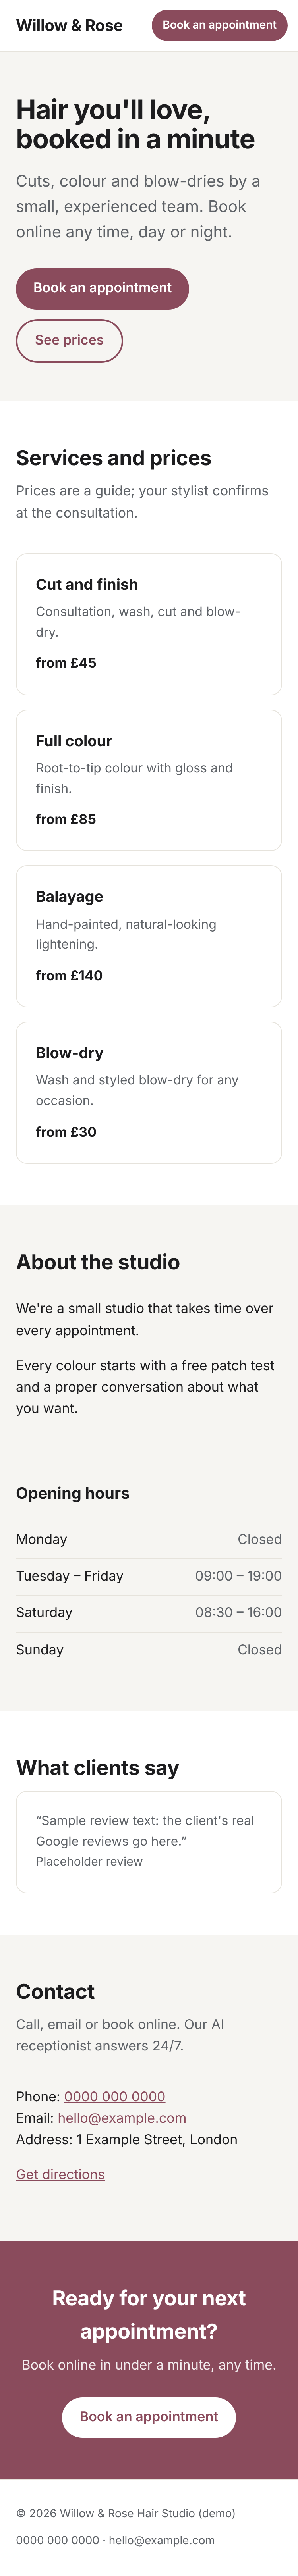 Willow & Rose
Book an appointment
Hair you'll love,
booked in a minute
Cuts, colour and blow-dries by a
small, experienced team. Book
online any time, day or night.
Book an appointment
See prices
Services and prices
Prices are a guide; your stylist confirms
at the consultation.
Cut and finish
Consultation, wash, cut and blow-
dry.
from £45
Full colour
Root-to-tip colour with gloss and
finish.
from £85
Balayage
Hand-painted, natural-looking
lightening.
from £140
Blow-dry
Wash and styled blow-dry for any
occasion.
from £30
About the studio
We're a small studio that takes time over
every appointment.
Every colour starts with a free patch test
and a proper conversation about what
you want.
Opening hours
Monday Closed
Tuesday – Friday 09:00 – 19:00
Saturday 08:30 – 16:00
Sunday Closed
What clients say
“Sample review text: the client's real
Google reviews go here.”
Placeholder review
Contact
Call, email or book online. Our AI
receptionist answers 24/7.
Phone: 0000 000 0000
Email: hello@example.com
Address: 1 Example Street, London
Get directions
Ready for your next
appointment?
Book online in under a minute, any time.
Book an appointment
© 2026 Willow & Rose Hair Studio (demo)
0000 000 0000 · hello@example.com